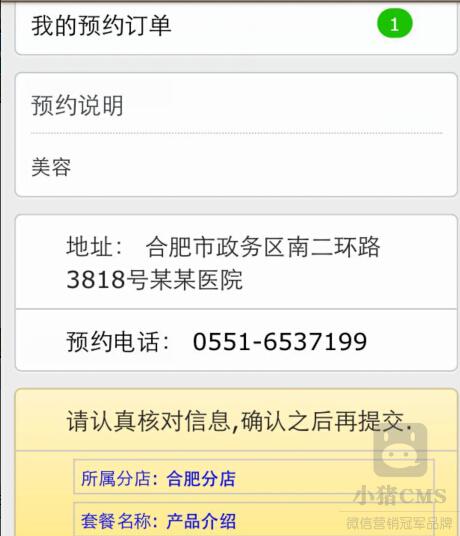 我的预约订单 1
预约说明
美容
地址： 合肥市政务区南二环路
3818号某某医院
预约电话： 0551-6537199
请认真核对信息,确认之后再提交.
所属分店: 合肥分店
套餐名称: 产品介绍
小猪CMS
微信营销冠军品牌